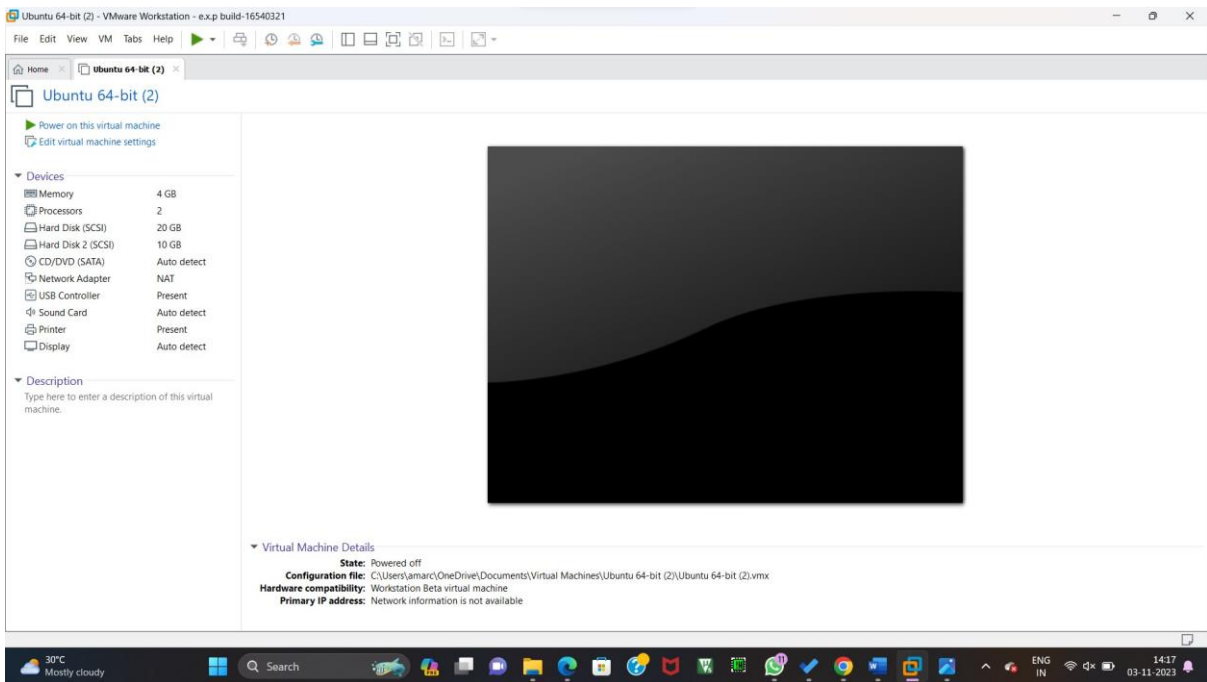 Ubuntu 64-bit (2) - VMware Workstation - e.x.p build-16540321
File Edit View VM Tabs Help
Home Ubuntu 64-bit (2)
Ubuntu 64-bit (2)
Power on this virtual machine
Edit virtual machine settings
Devices
Memory 4 GB
Processors 2
Hard Disk (SCSI) 20 GB
Hard Disk 2 (SCSI) 10 GB
CD/DVD (SATA) Auto detect
Network Adapter NAT
USB Controller Present
Sound Card Auto detect
Printer Present
Display Auto detect
Description
Type here to enter a description of this virtual
machine.
Virtual Machine Details
State: Powered off
Configuration file: C:\Users\amarc\OneDrive\Documents\Virtual Machines\Ubuntu 64-bit (2)\Ubuntu 64-bit (2).vmx
Hardware compatibility: Workstation Beta virtual machine
Primary IP address: Network information is not available
30°C
Mostly cloudy
Search
ENG
IN
14:17
03-11-2023